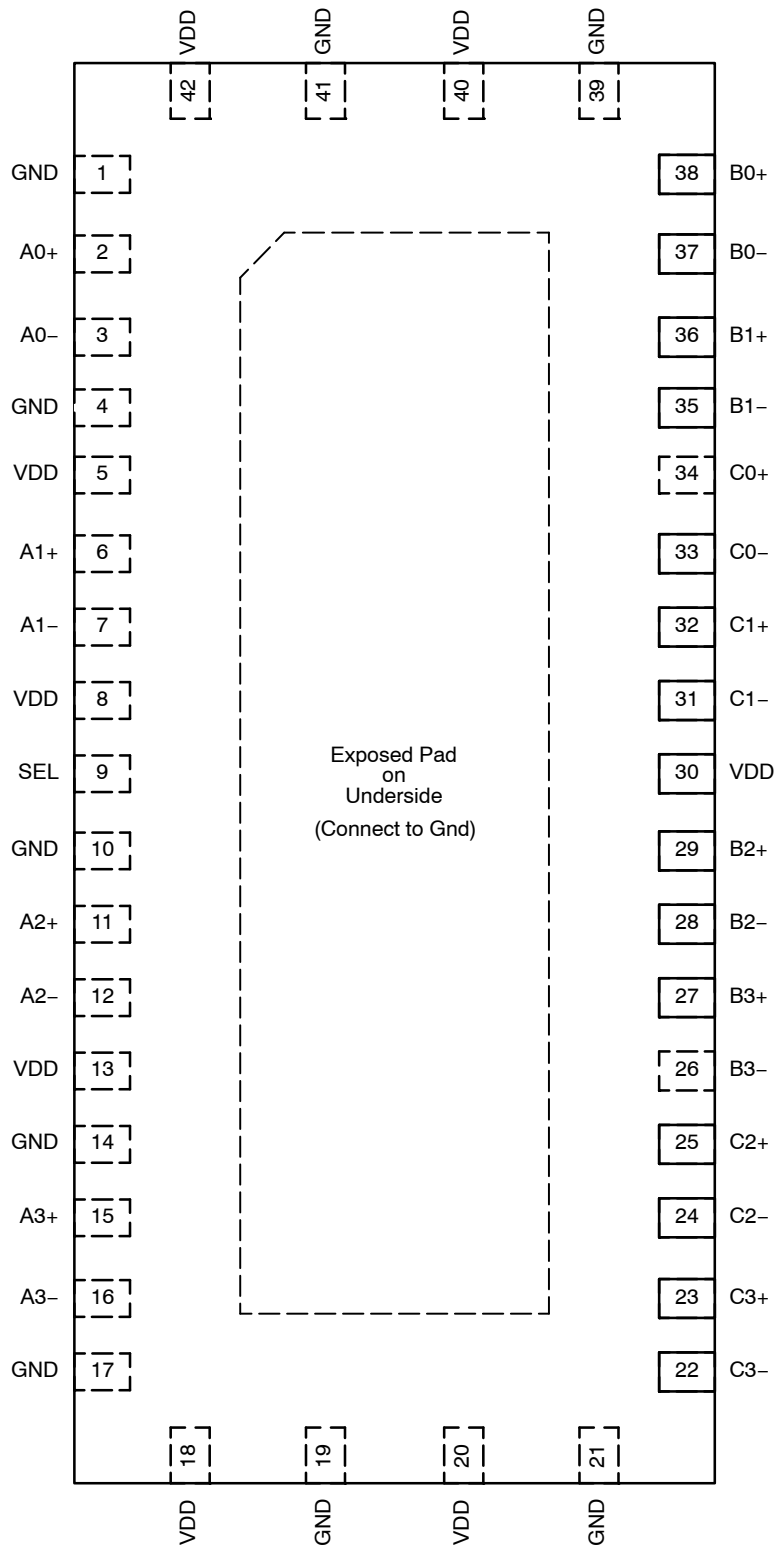 VDD GND VDD GND
42 41 40 39
GND 1 38 B0+
A0+ 2 37 B0−
A0− 3 36 B1+
GND 4 35 B1−
VDD 5 34 C0+
A1+ 6 33 C0−
A1− 7 32 C1+
VDD 8 31 C1−
SEL 9 30 VDD
Exposed Pad
on
Underside
(Connect to Gnd)
GND 10 29 B2+
A2+ 11 28 B2−
A2− 12 27 B3+
VDD 13 26 B3−
GND 14 25 C2+
A3+ 15 24 C2−
A3− 16 23 C3+
GND 17 22 C3−
18 19 20 21
VDD GND VDD GND